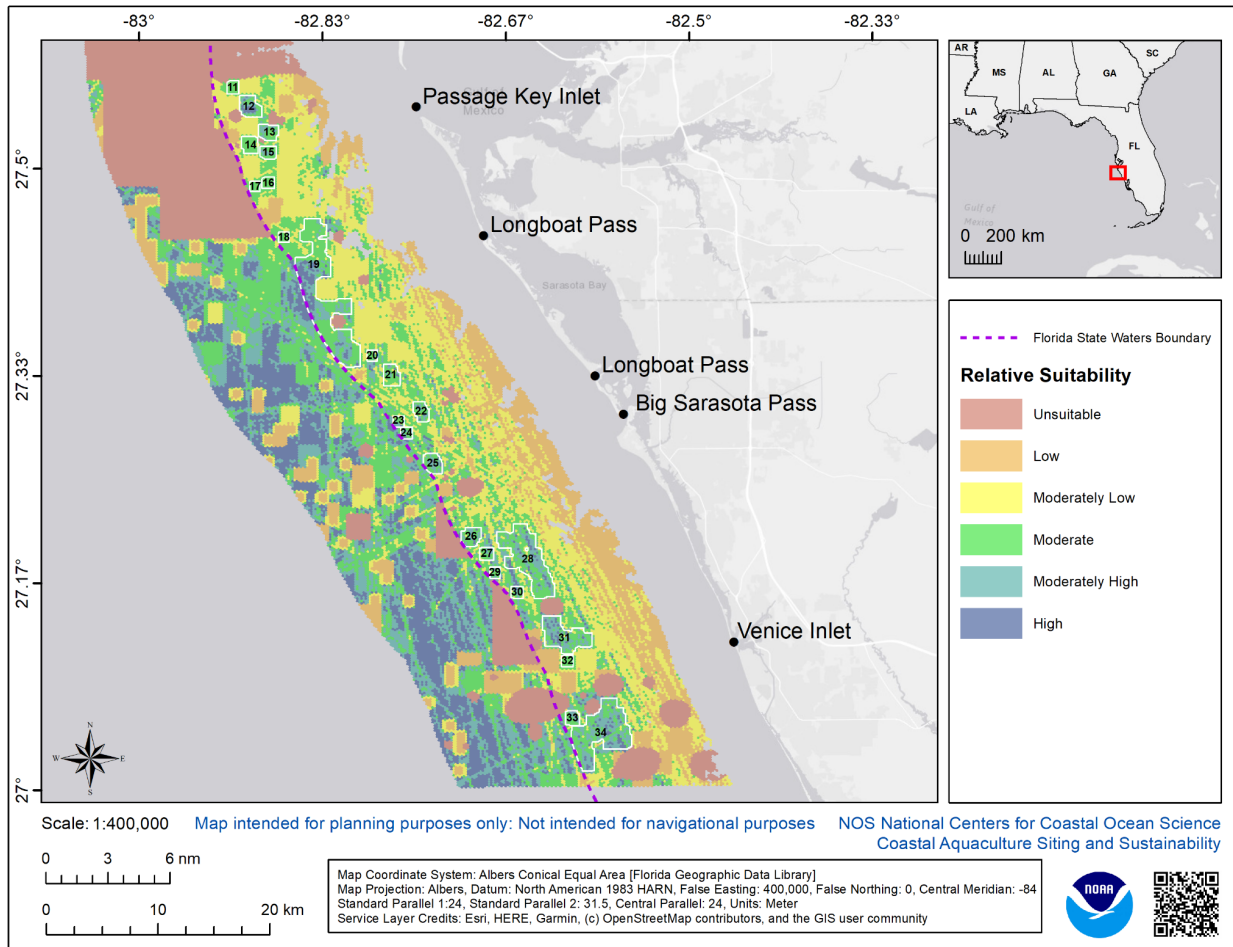 -83°
-82.83°
-82.67°
-82.5°
-82.33°
27.5°
27.33°
27.17°
27°
Gulf of
Mexico
Passage Key Inlet
Longboat Pass
Sarasota Bay
Longboat Pass
Big Sarasota Pass
Venice Inlet
11
12
13
14
15
17
16
18
19
20
21
22
23
24
25
26
27
28
29
30
31
32
33
34
N
W
E
S
AR
SC
MS
AL
GA
LA
FL
Gulf of
Mexico
0 200 km
Florida State Waters Boundary
Relative Suitability
Unsuitable
Low
Moderately Low
Moderate
Moderately High
High
Scale: 1:400,000
Map intended for planning purposes only: Not intended for navigational purposes
NOS National Centers for Coastal Ocean Science
Coastal Aquaculture Siting and Sustainability
0 3 6 nm
0 10 20 km
Map Coordinate System: Albers Conical Equal Area [Florida Geographic Data Library]
Map Projection: Albers, Datum: North American 1983 HARN, False Easting: 400,000, False Northing: 0, Central Meridian: -84
Standard Parallel 1:24, Standard Parallel 2: 31.5, Central Parallel: 24, Units: Meter
Service Layer Credits: Esri, HERE, Garmin, (c) OpenStreetMap contributors, and the GIS user community
NOAA